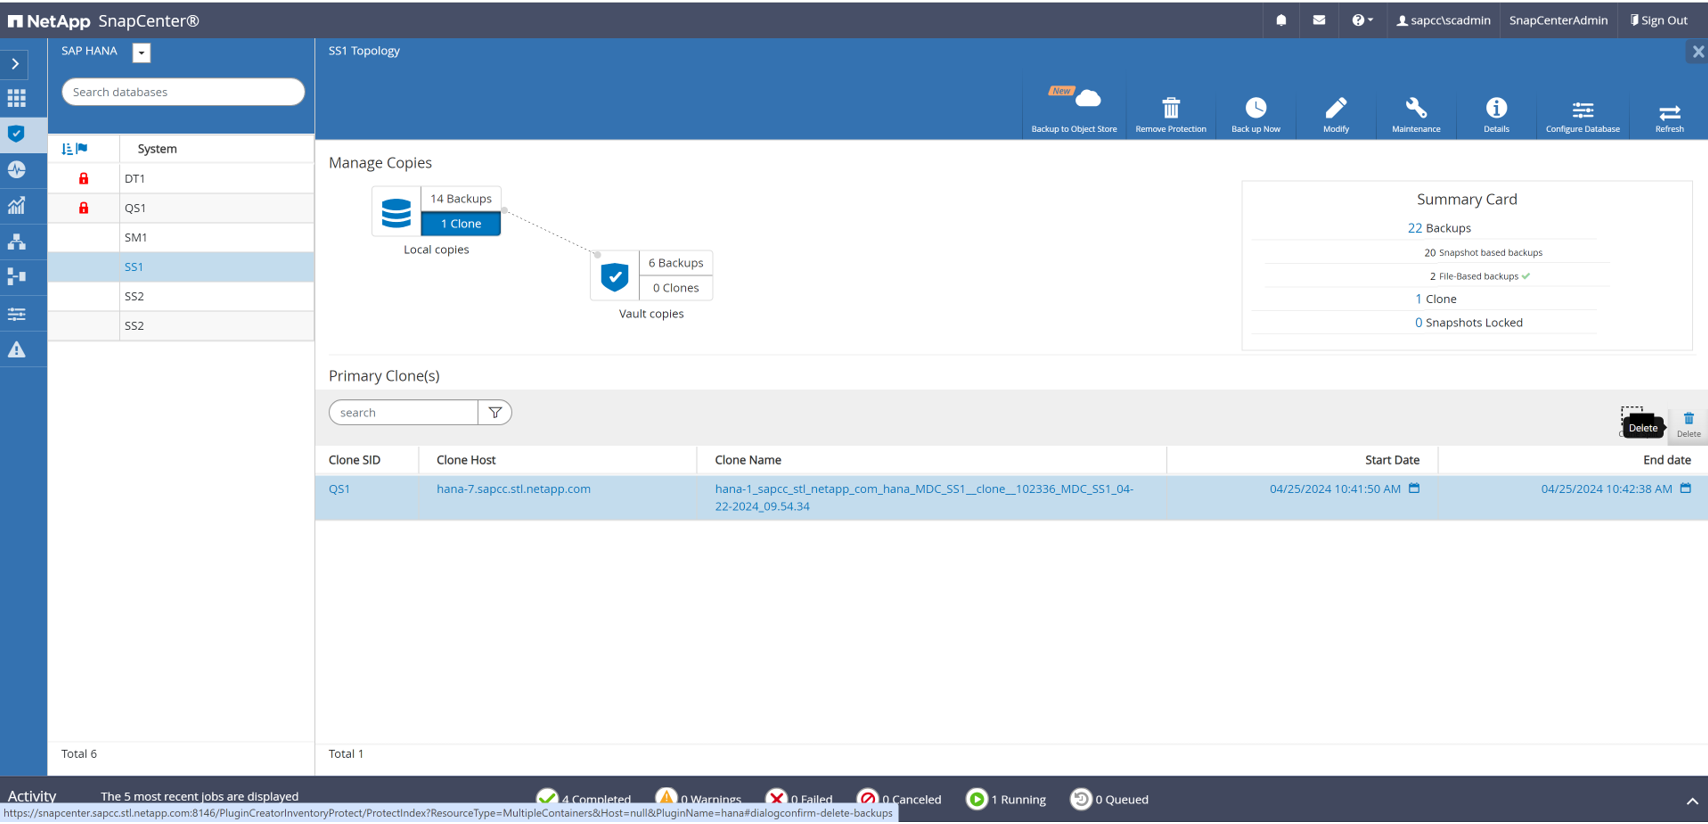 NetApp SnapCenter®
sapcc\scadmin
SnapCenterAdmin
Sign Out
SAP HANA
SS1 Topology
Search databases
New
Backup to Object Store
Remove Protection
Back up Now
Modify
Maintenance
Details
Configure Database
Refresh
System
DT1
QS1
SM1
SS1
SS2
SS2
Total 6
Manage Copies
14 Backups
1 Clone
Local copies
6 Backups
0 Clones
Vault copies
Summary Card
22 Backups
20 Snapshot based backups
2 File-Based backups
1 Clone
0 Snapshots Locked
Primary Clone(s)
search
Delete
Delete
Clone SID
Clone Host
Clone Name
Start Date
End date
QS1
hana-7.sapcc.stl.netapp.com
hana-1_sapcc_stl_netapp_com_hana_MDC_SS1__clone__102336_MDC_SS1_04-
22-2024_09.54.34
04/25/2024 10:41:50 AM
04/25/2024 10:42:38 AM
Total 1
Activity
The 5 most recent jobs are displayed
4 Completed
0 Warnings
0 Failed
0 Canceled
1 Running
0 Queued
https://snapcenter.sapcc.stl.netapp.com:8146/PluginCreatorInventoryProtect/ProtectIndex?ResourceType=MultipleContainers&Host=null&PluginName=hana#dialogconfirm-delete-backups